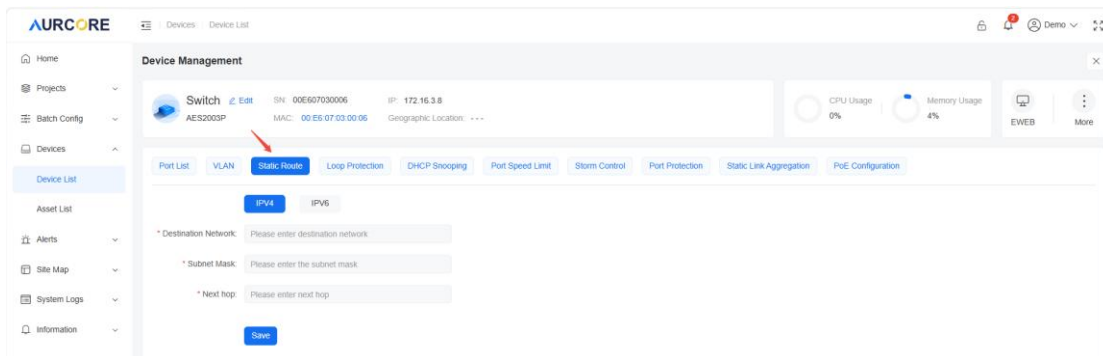 AURCORE
Devices Device List
2
Demo
Home
Projects
Batch Config
Devices
Device List
Asset List
Alerts
Site Map
System Logs
Information
Device Management
Switch Edit SN: 00E607030006 IP: 172.16.3.8
AES2003P MAC: 00:E6:07:03:00:06 Geographic Location: ---
CPU Usage
0%
Memory Usage
4%
EWEB
More
Port List VLAN Static Route Loop Protection DHCP Snooping Port Speed Limit Storm Control Port Protection Static Link Aggregation PoE Configuration
IPV4 IPV6
* Destination Network: Please enter destination network
* Subnet Mask: Please enter the subnet mask
* Next hop: Please enter next hop
Save